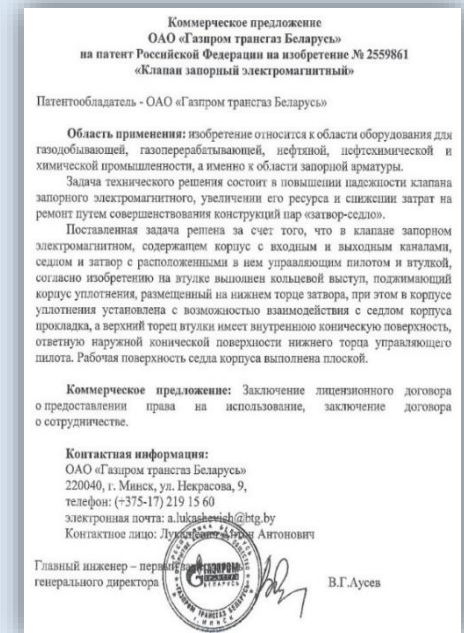 Коммерческое предложение
ОАО «Газпром трансгаз Беларусь»
на патент Российской Федерации на изобретение № 2559861
«Клапан запорный электромагнитный»
Патентообладатель - ОАО «Газпром трансгаз Беларусь»
Область применения: изобретение относится к области оборудования для
газодобывающей, газоперерабатывающей, нефтяной, нефтехимической и
химической промышленности, а именно к области запорной арматуры.
Задача технического решения состоит в повышении надежности клапана
запорного электромагнитного, увеличении его ресурса и снижении затрат на
ремонт путем совершенствования конструкций пар «затвор-седло».
Поставленная задача решена за счет того, что в клапане запорном
электромагнитном, содержащем корпус с входным и выходным каналами,
седлом и затвор с расположенными в нем управляющим пилотом и втулкой,
согласно изобретению на втулке выполнен кольцевой выступ, поджимающий
корпус уплотнения, размещенный на нижнем торце затвора, при этом в корпусе
уплотнения установлена с возможностью взаимодействия с седлом корпуса
прокладка, а верхний торец втулки имеет внутреннюю коническую поверхность,
ответную наружной конической поверхности нижнего торца управляющего
пилота. Рабочая поверхность седла корпуса выполнена плоской.
Коммерческое предложение: Заключение лицензионного договора
о предоставлении права на использование, заключение договора
о сотрудничестве.
Контактная информация:
ОАО «Газпром трансгаз Беларусь»
220040, г. Минск, ул. Некрасова, 9,
телефон: (+375-17) 219 15 60
электронная почта: a.lukashevich@btg.by
Контактное лицо: Антонович
Главный инженер – первый
генерального директора В.Г.Аусев
ГАЗПРОМ
БЕЛАРУСЬ